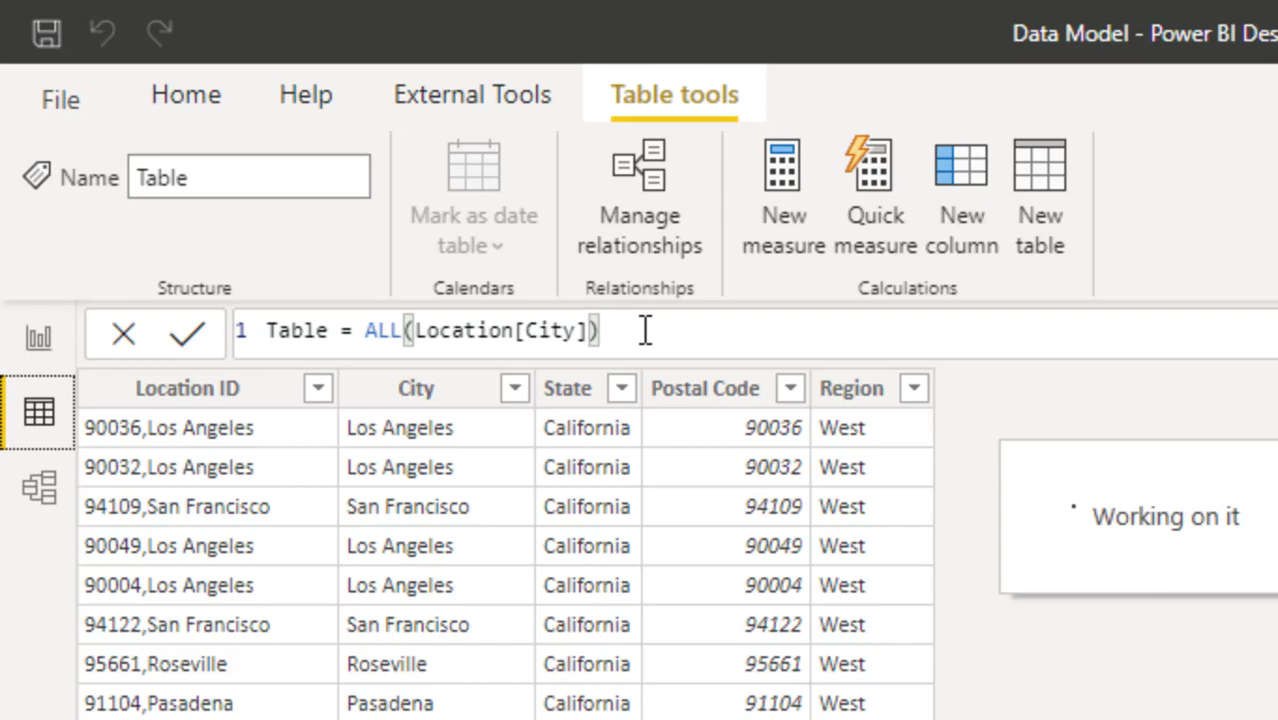 Data Model - Power BI Des
File Home Help External Tools Table tools
Name Table
Mark as date table
Manage relationships
New measure
Quick measure
New column
New table
Structure Calendars Relationships Calculations
1 Table = ALL(Location[City])
Location ID City State Postal Code Region
90036,Los Angeles Los Angeles California 90036 West
90032,Los Angeles Los Angeles California 90032 West
94109,San Francisco San Francisco California 94109 West
90049,Los Angeles Los Angeles California 90049 West
Working on it
90004,Los Angeles Los Angeles California 90004 West
94122,San Francisco San Francisco California 94122 West
95661,Roseville Roseville California 95661 West
91104,Pasadena Pasadena California 91104 West